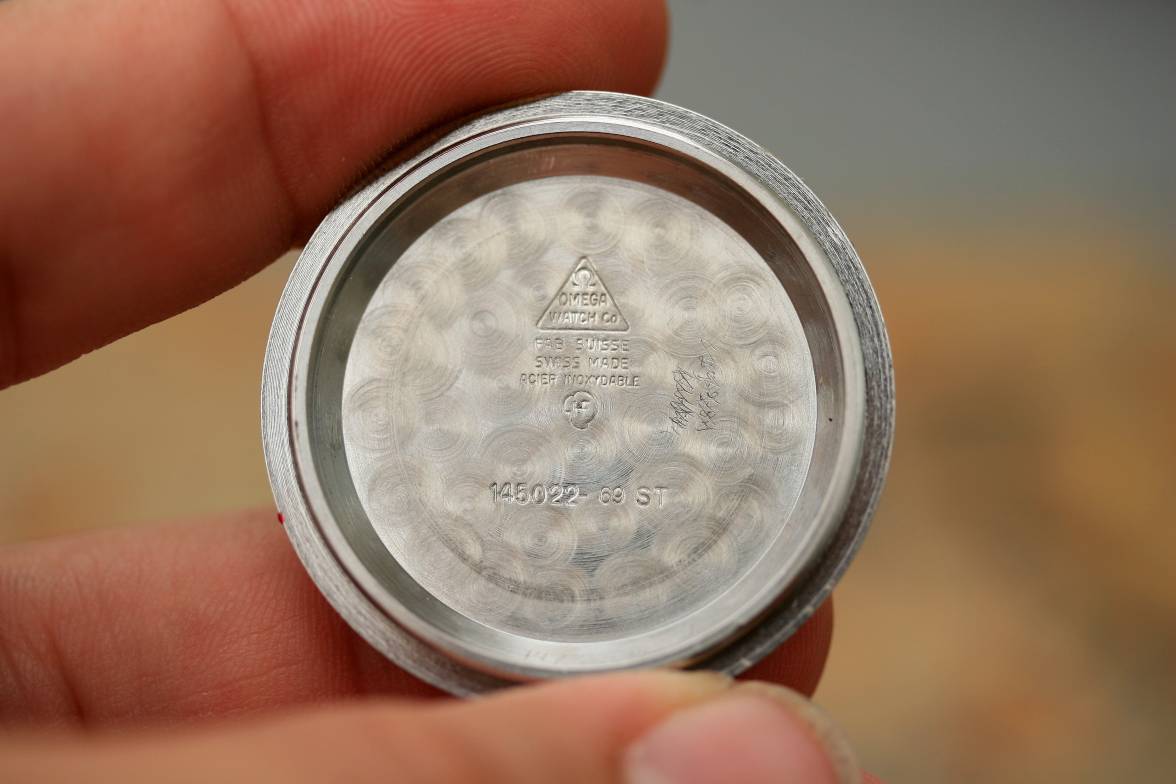 Ω
OMEGA
WATCH Co
FAB SUISSE
SWISS MADE
ACIER INOXYDABLE
H
145022-69 ST